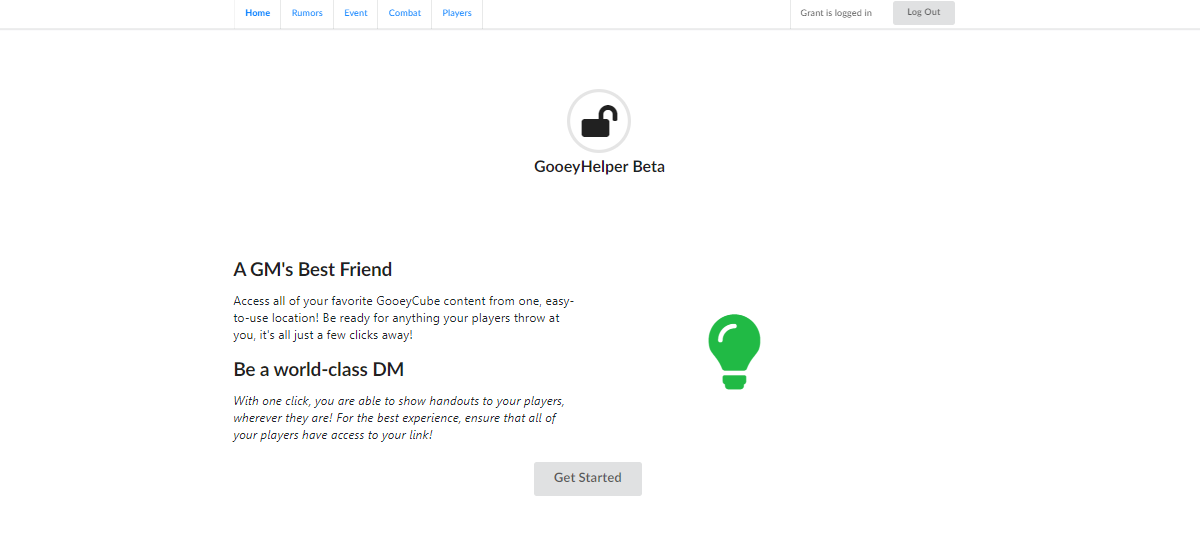 Home Rumors Event Combat Players Grant is logged in Log Out
GooeyHelper Beta
A GM's Best Friend
Access all of your favorite GooeyCube content from one, easy-
to-use location! Be ready for anything your players throw at
you, it's all just a few clicks away!
Be a world-class DM
With one click, you are able to show handouts to your players,
wherever they are! For the best experience, ensure that all of
your players have access to your link!
Get Started